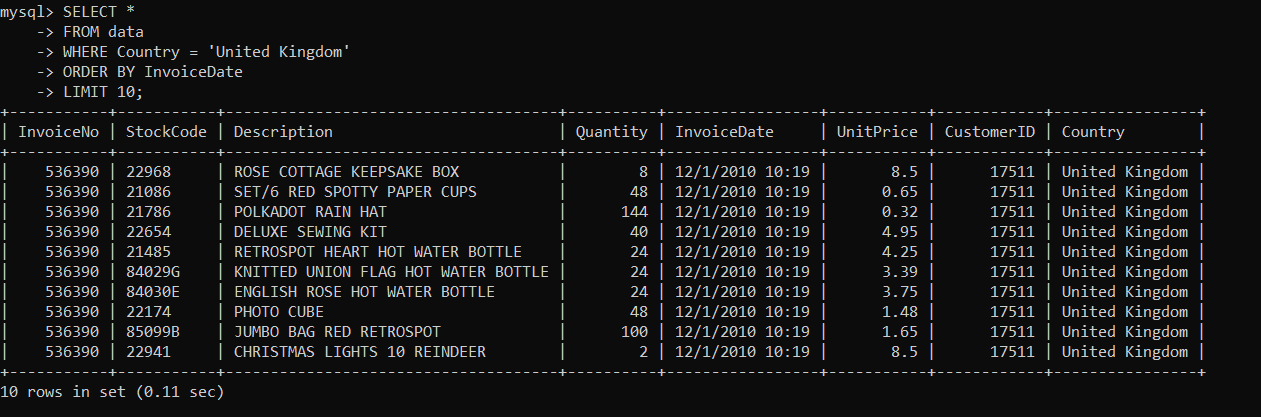 mysql> SELECT *
    -> FROM data
    -> WHERE Country = 'United Kingdom'
    -> ORDER BY InvoiceDate
    -> LIMIT 10;
+-----------+-----------+-------------------------------------+----------+-----------------+-----------+------------+----------------+
| InvoiceNo | StockCode | Description                         | Quantity | InvoiceDate     | UnitPrice | CustomerID | Country        |
+-----------+-----------+-------------------------------------+----------+-----------------+-----------+------------+----------------+
|    536390 | 22968     | ROSE COTTAGE KEEPSAKE BOX           |        8 | 12/1/2010 10:19 |       8.5 |      17511 | United Kingdom |
|    536390 | 21086     | SET/6 RED SPOTTY PAPER CUPS         |       48 | 12/1/2010 10:19 |      0.65 |      17511 | United Kingdom |
|    536390 | 21786     | POLKADOT RAIN HAT                   |      144 | 12/1/2010 10:19 |      0.32 |      17511 | United Kingdom |
|    536390 | 22654     | DELUXE SEWING KIT                   |       40 | 12/1/2010 10:19 |      4.95 |      17511 | United Kingdom |
|    536390 | 21485     | RETROSPOT HEART HOT WATER BOTTLE    |       24 | 12/1/2010 10:19 |      4.25 |      17511 | United Kingdom |
|    536390 | 84029G    | KNITTED UNION FLAG HOT WATER BOTTLE |       24 | 12/1/2010 10:19 |      3.39 |      17511 | United Kingdom |
|    536390 | 84030E    | ENGLISH ROSE HOT WATER BOTTLE       |       24 | 12/1/2010 10:19 |      3.75 |      17511 | United Kingdom |
|    536390 | 22174     | PHOTO CUBE                          |       48 | 12/1/2010 10:19 |      1.48 |      17511 | United Kingdom |
|    536390 | 85099B    | JUMBO BAG RED RETROSPOT             |      100 | 12/1/2010 10:19 |      1.65 |      17511 | United Kingdom |
|    536390 | 22941     | CHRISTMAS LIGHTS 10 REINDEER        |        2 | 12/1/2010 10:19 |       8.5 |      17511 | United Kingdom |
+-----------+-----------+-------------------------------------+----------+-----------------+-----------+------------+----------------+
10 rows in set (0.11 sec)